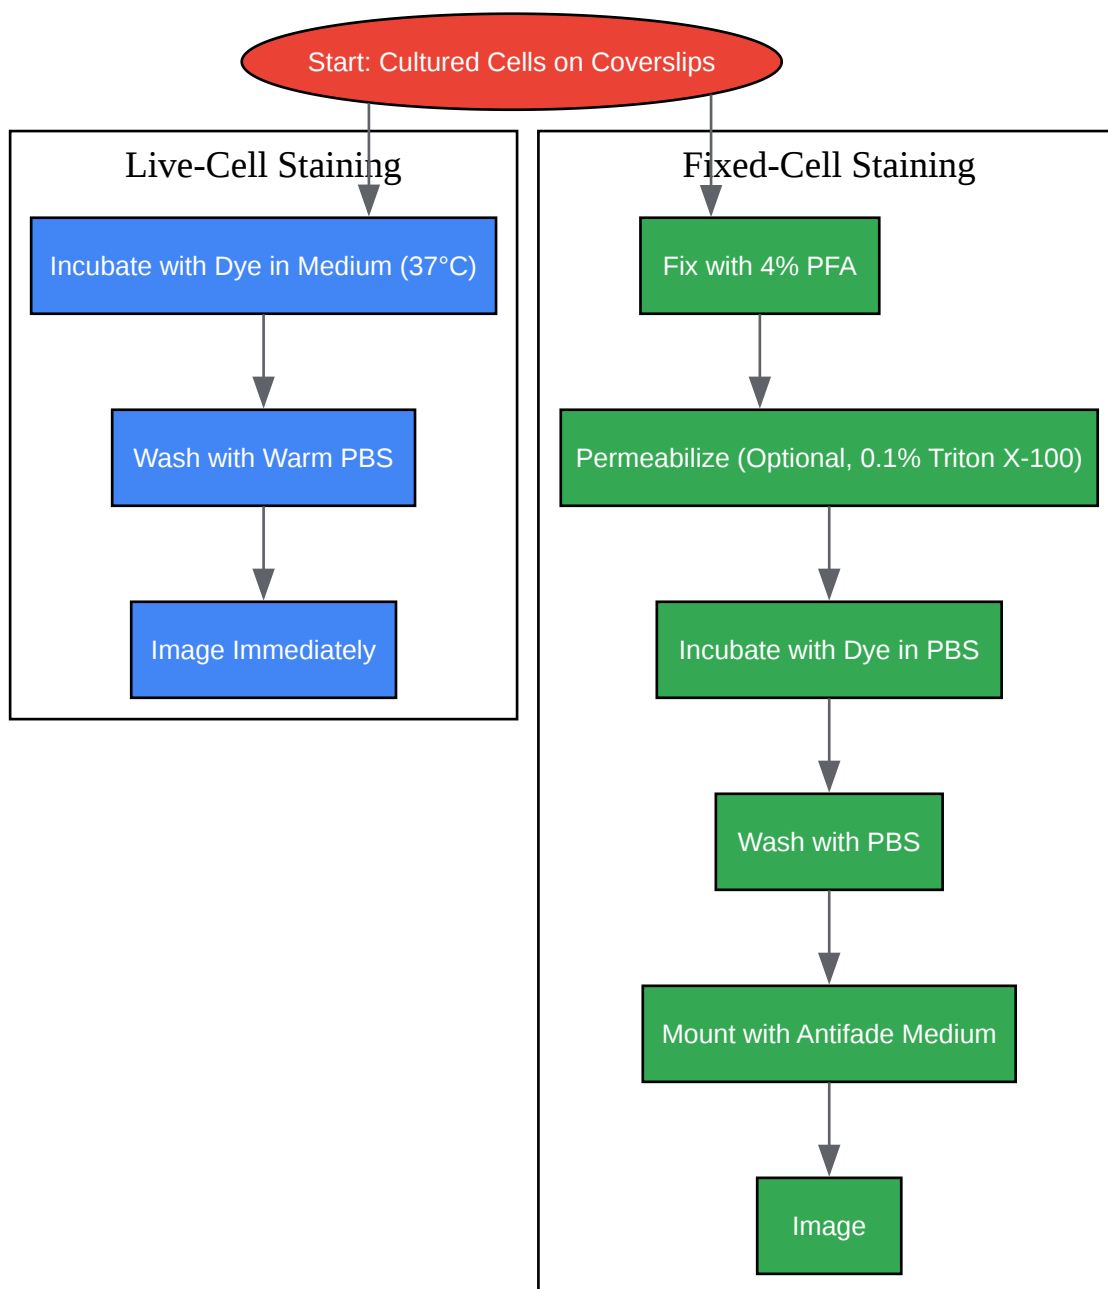 Start: Cultured Cells on Coverslips
Live-Cell Staining
Incubate with Dye in Medium (37°C)
Wash with Warm PBS
Image Immediately
Fixed-Cell Staining
Fix with 4% PFA
Permeabilize (Optional, 0.1% Triton X-100)
Incubate with Dye in PBS
Wash with PBS
Mount with Antifade Medium
Image